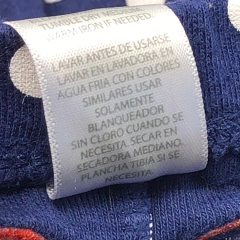 TUMBLE DRY MED
WARM IRON IF NEEDED.
LAVAR ANTES DE USARSE
LAVAR EN LAVADORA EN
AGUA FRIA CON COLORES
SIMILARES USAR
SOLAMENTE
BLANQUEADOR
SIN CLORO CUANDO SE
NECESITA. SECAR EN
SECADORA MEDIANO.
PLANCHA TIBIA SI SE
NECESITA.